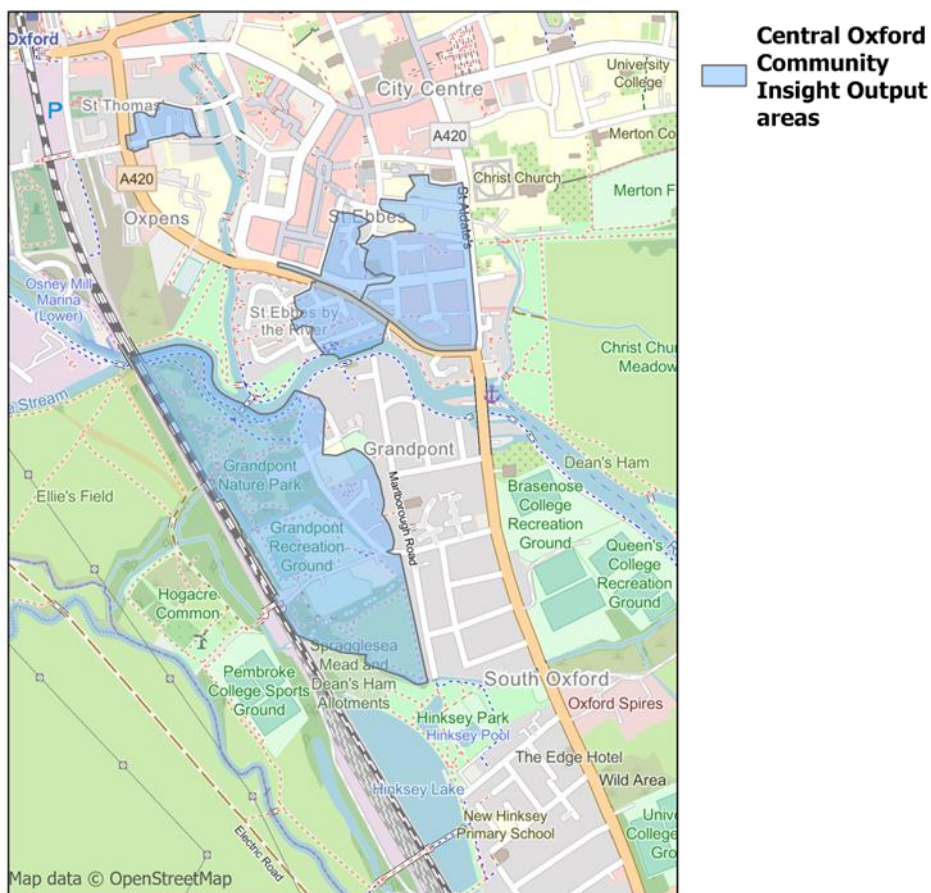 Oxford
City Centre
University
College
St Thomas
P
A420
Merton Co
Christ Church
A420
Merton F
St Ebbes
St Aldate's
Oxpens
Osney Mill
Marina
(Lower)
St Ebbes by
the River
Christ Chur
Meadow
e Stream
Grandpont
Dean's Ham
Grandpont
Nature Park
Ellie's Field
Marlborough Road
Brasenose
College
Recreation
Ground
Grandpont
Recreation
Ground
Queen's
College
Recreation
Ground
Hogacre
Common
Spragglesea
Mead and
Dean's Ham
Allotments
Pembroke
College Sports
Ground
South Oxford
Oxford Spires
Hinksey Park
Hinksey Pool
The Edge Hotel
Wild Area
Hinksey Lake
New Hinksey
Primary School
Univ
College
Gro
Electric Road
Map data © OpenStreetMap
Central Oxford
Community
Insight Output
areas